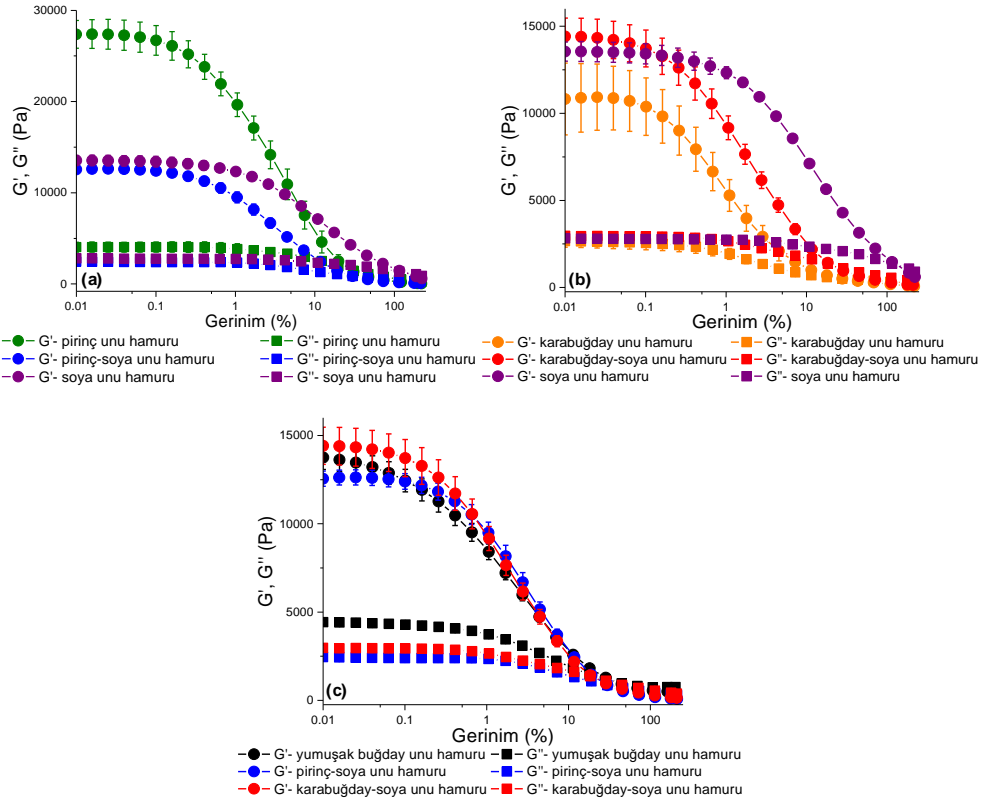 30000
20000
10000
0
G', G'' (Pa)
(a)
0.01 0.1 1 10 100
Gerinim (%)
G'- pirinç unu hamuru G''- pirinç unu hamuru
G'- pirinç-soya unu hamuru G''- pirinç-soya unu hamuru
G'- soya unu hamuru G''- soya unu hamuru
15000
10000
5000
0
G', G'' (Pa)
(b)
0.01 0.1 1 10 100
Gerinim (%)
G'- karabuğday unu hamuru G''- karabuğday unu hamuru
G'- karabuğday-soya unu hamuru G''- karabuğday-soya unu hamuru
G'- soya unu hamuru G''- soya unu hamuru
15000
10000
5000
0
G', G'' (Pa)
(c)
0.01 0.1 1 10 100
Gerinim (%)
G'- yumuşak buğday unu hamuru G''- yumuşak buğday unu hamuru
G'- pirinç-soya unu hamuru G''- pirinç-soya unu hamuru
G'- karabuğday-soya unu hamuru G''- karabuğday-soya unu hamuru